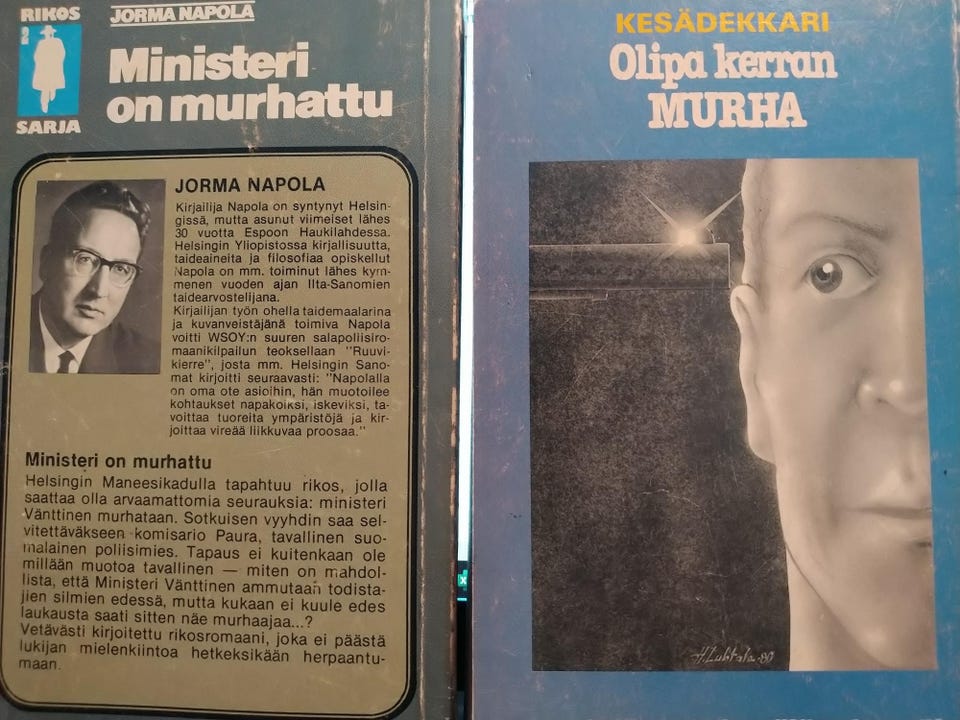 RIKOS
2
SARJA
JORMA NAPOLA
Ministeri
on murhattu
JORMA NAPOLA
Kirjailija Napola on syntynyt Helsin-
gissä, mutta asunut viimeiset lähes
30 vuotta Espoon Haukilahdessa.
Helsingin Yliopistossa kirjallisuutta,
taideaineita ja filosofiaa opiskellut
Napola on mm. toiminut lähes kym-
menen vuoden ajan Ilta-Sanomien
taidearvostelijana.
Kirjailijan työn ohella taidemaalarina
ja kuvanveistäjänä toimiva Napola
voitti WSOY:n suuren salapoliisiro-
maanikilpailun teoksellaan "Ruuvi-
kierre", josta mm. Helsingin Sano-
mat kirjoitti seuraavasti: "Napolalla
on oma ote asioihin, hän muotoilee
kohtaukset napakoiksi, iskeviksi, ta-
voittaa tuoreita ympäristöjä ja kir-
joittaa vireää liikkuvaa proosaa."
Ministeri on murhattu
Helsingin Maneesikadulla tapahtuu rikos, jolla
saattaa olla arvaamattomia seurauksia: ministeri
Vänttinen murhataan. Sotkuisen vyyhdin saa sel-
vitettäväkseen komisario Paura, tavallinen suo-
malainen poliisimies. Tapaus ei kuitenkaan ole
millään muotoa tavallinen — miten on mahdol-
lista, että Ministeri Vänttinen ammutaan todista-
jien silmien edessä, mutta kukaan ei kuule edes
laukausta saati sitten näe murhaajaa...?
Vetävästi kirjoitettu rikosromaani, joka ei päästä
lukijan mielenkiintoa hetkeksikään herpaantu-
maan.
KESÄDEKKARI
Olipa kerran
MURHA
H. Luhtala -80